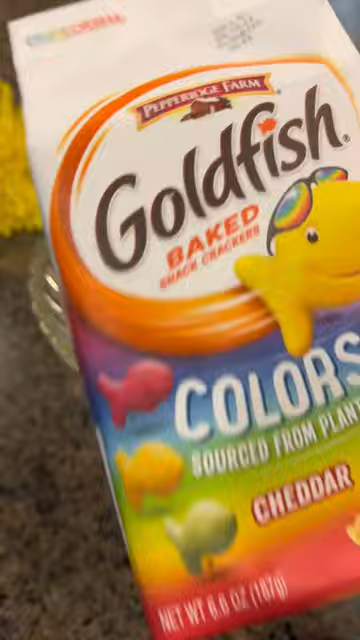 PEPPERIDGE FARM
Goldfish®
BAKED
SNACK CRACKERS
COLORS
SOURCED FROM PLANT
CHEDDAR
NET WT 6.6 OZ (187g)